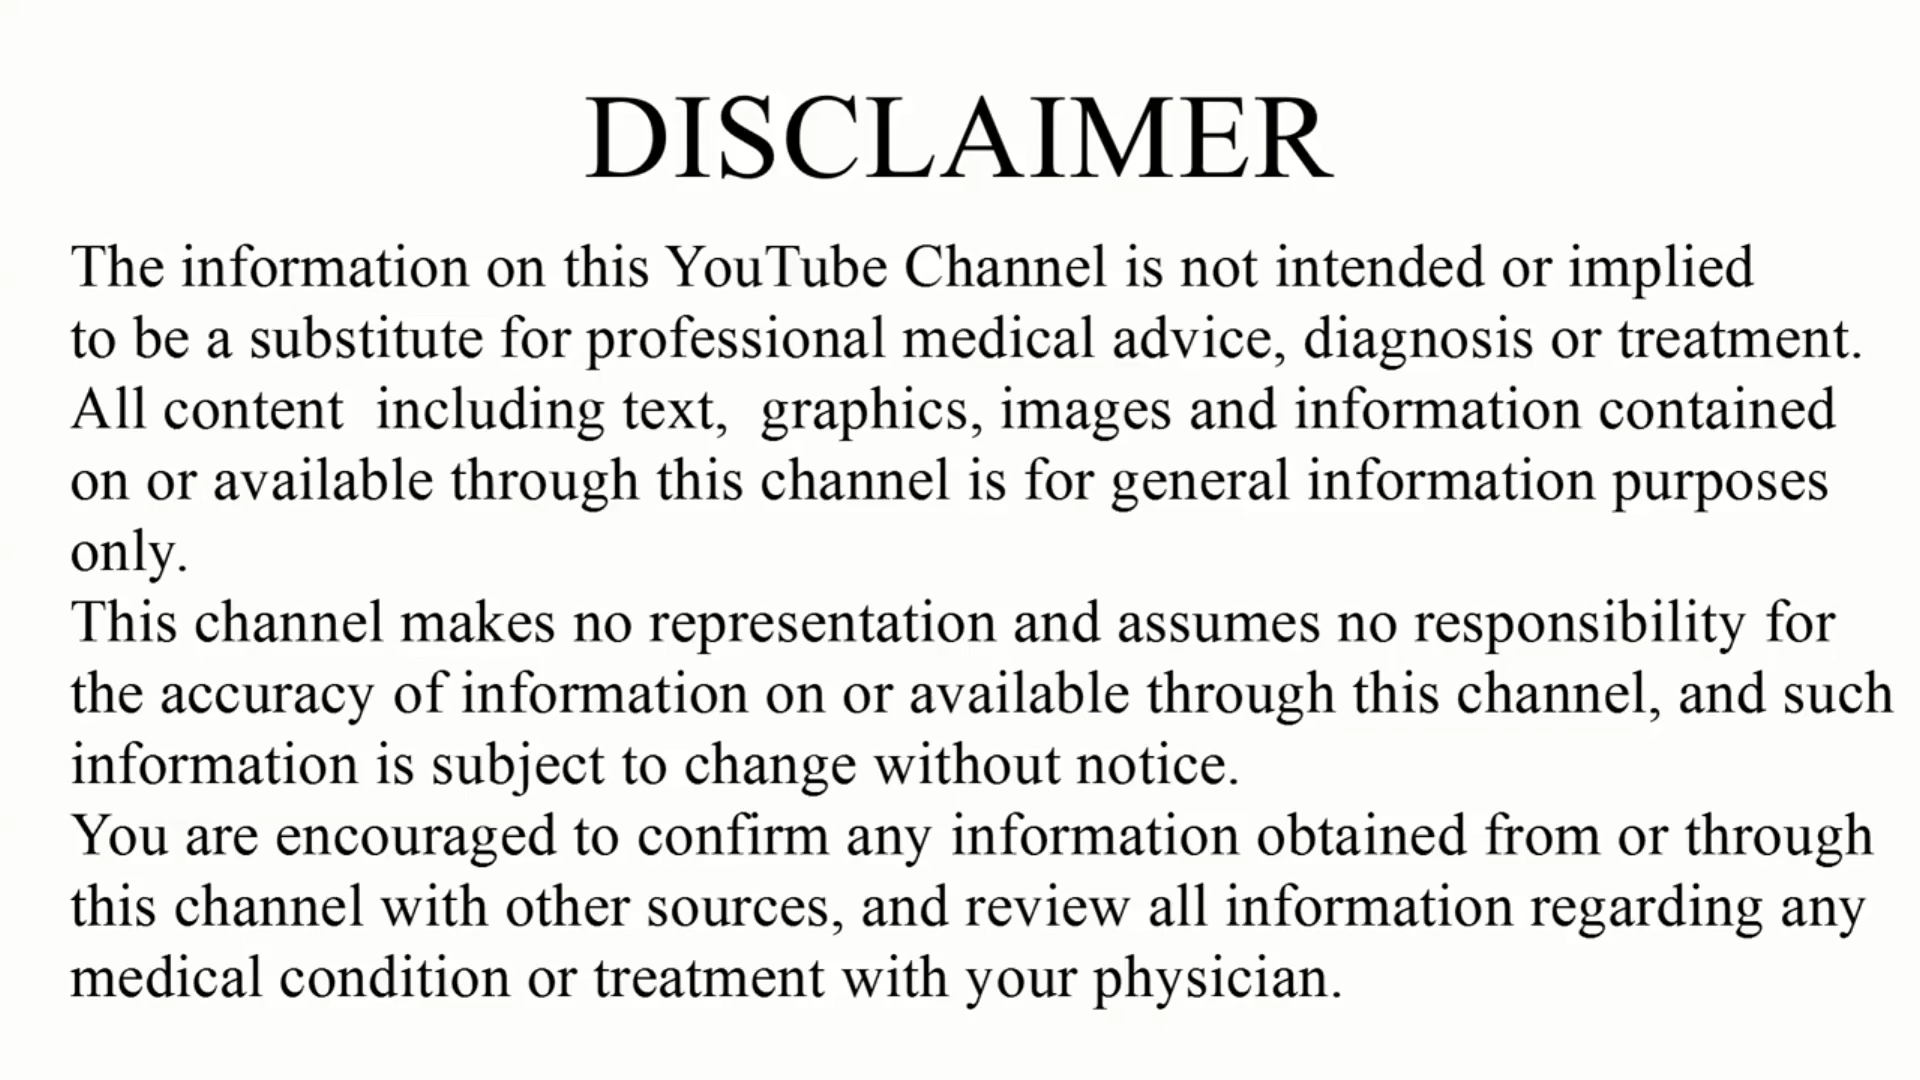 DISCLAIMER
The information on this YouTube Channel is not intended or implied
to be a substitute for professional medical advice, diagnosis or treatment.
All content  including text,  graphics, images and information contained
on or available through this channel is for general information purposes
only.
This channel makes no representation and assumes no responsibility for
the accuracy of information on or available through this channel, and such
information is subject to change without notice.
You are encouraged to confirm any information obtained from or through
this channel with other sources, and review all information regarding any
medical condition or treatment with your physician.